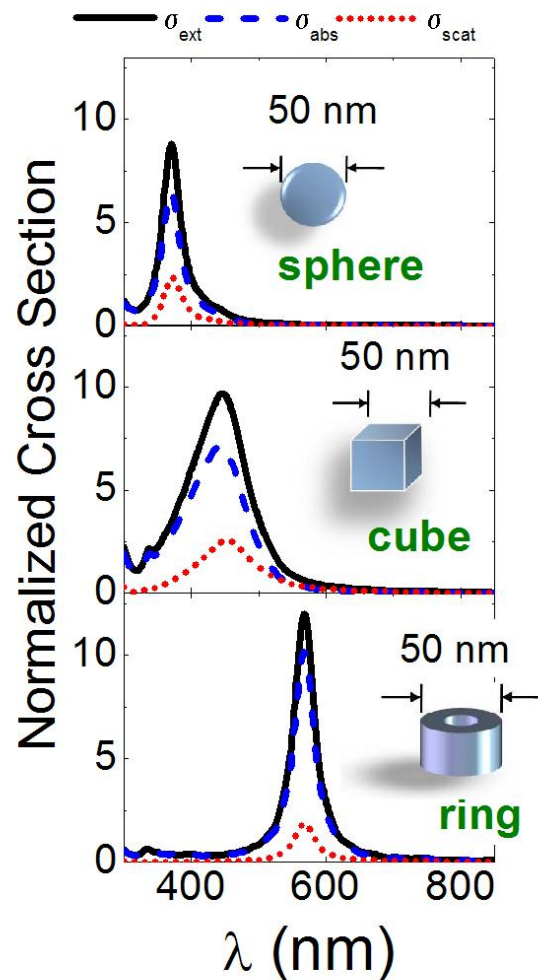 σext σabs σscat
10
5
0
50 nm
sphere
Normalized Cross Section
10
5
0
50 nm
cube
10
5
0
50 nm
ring
400 600 800
λ (nm)